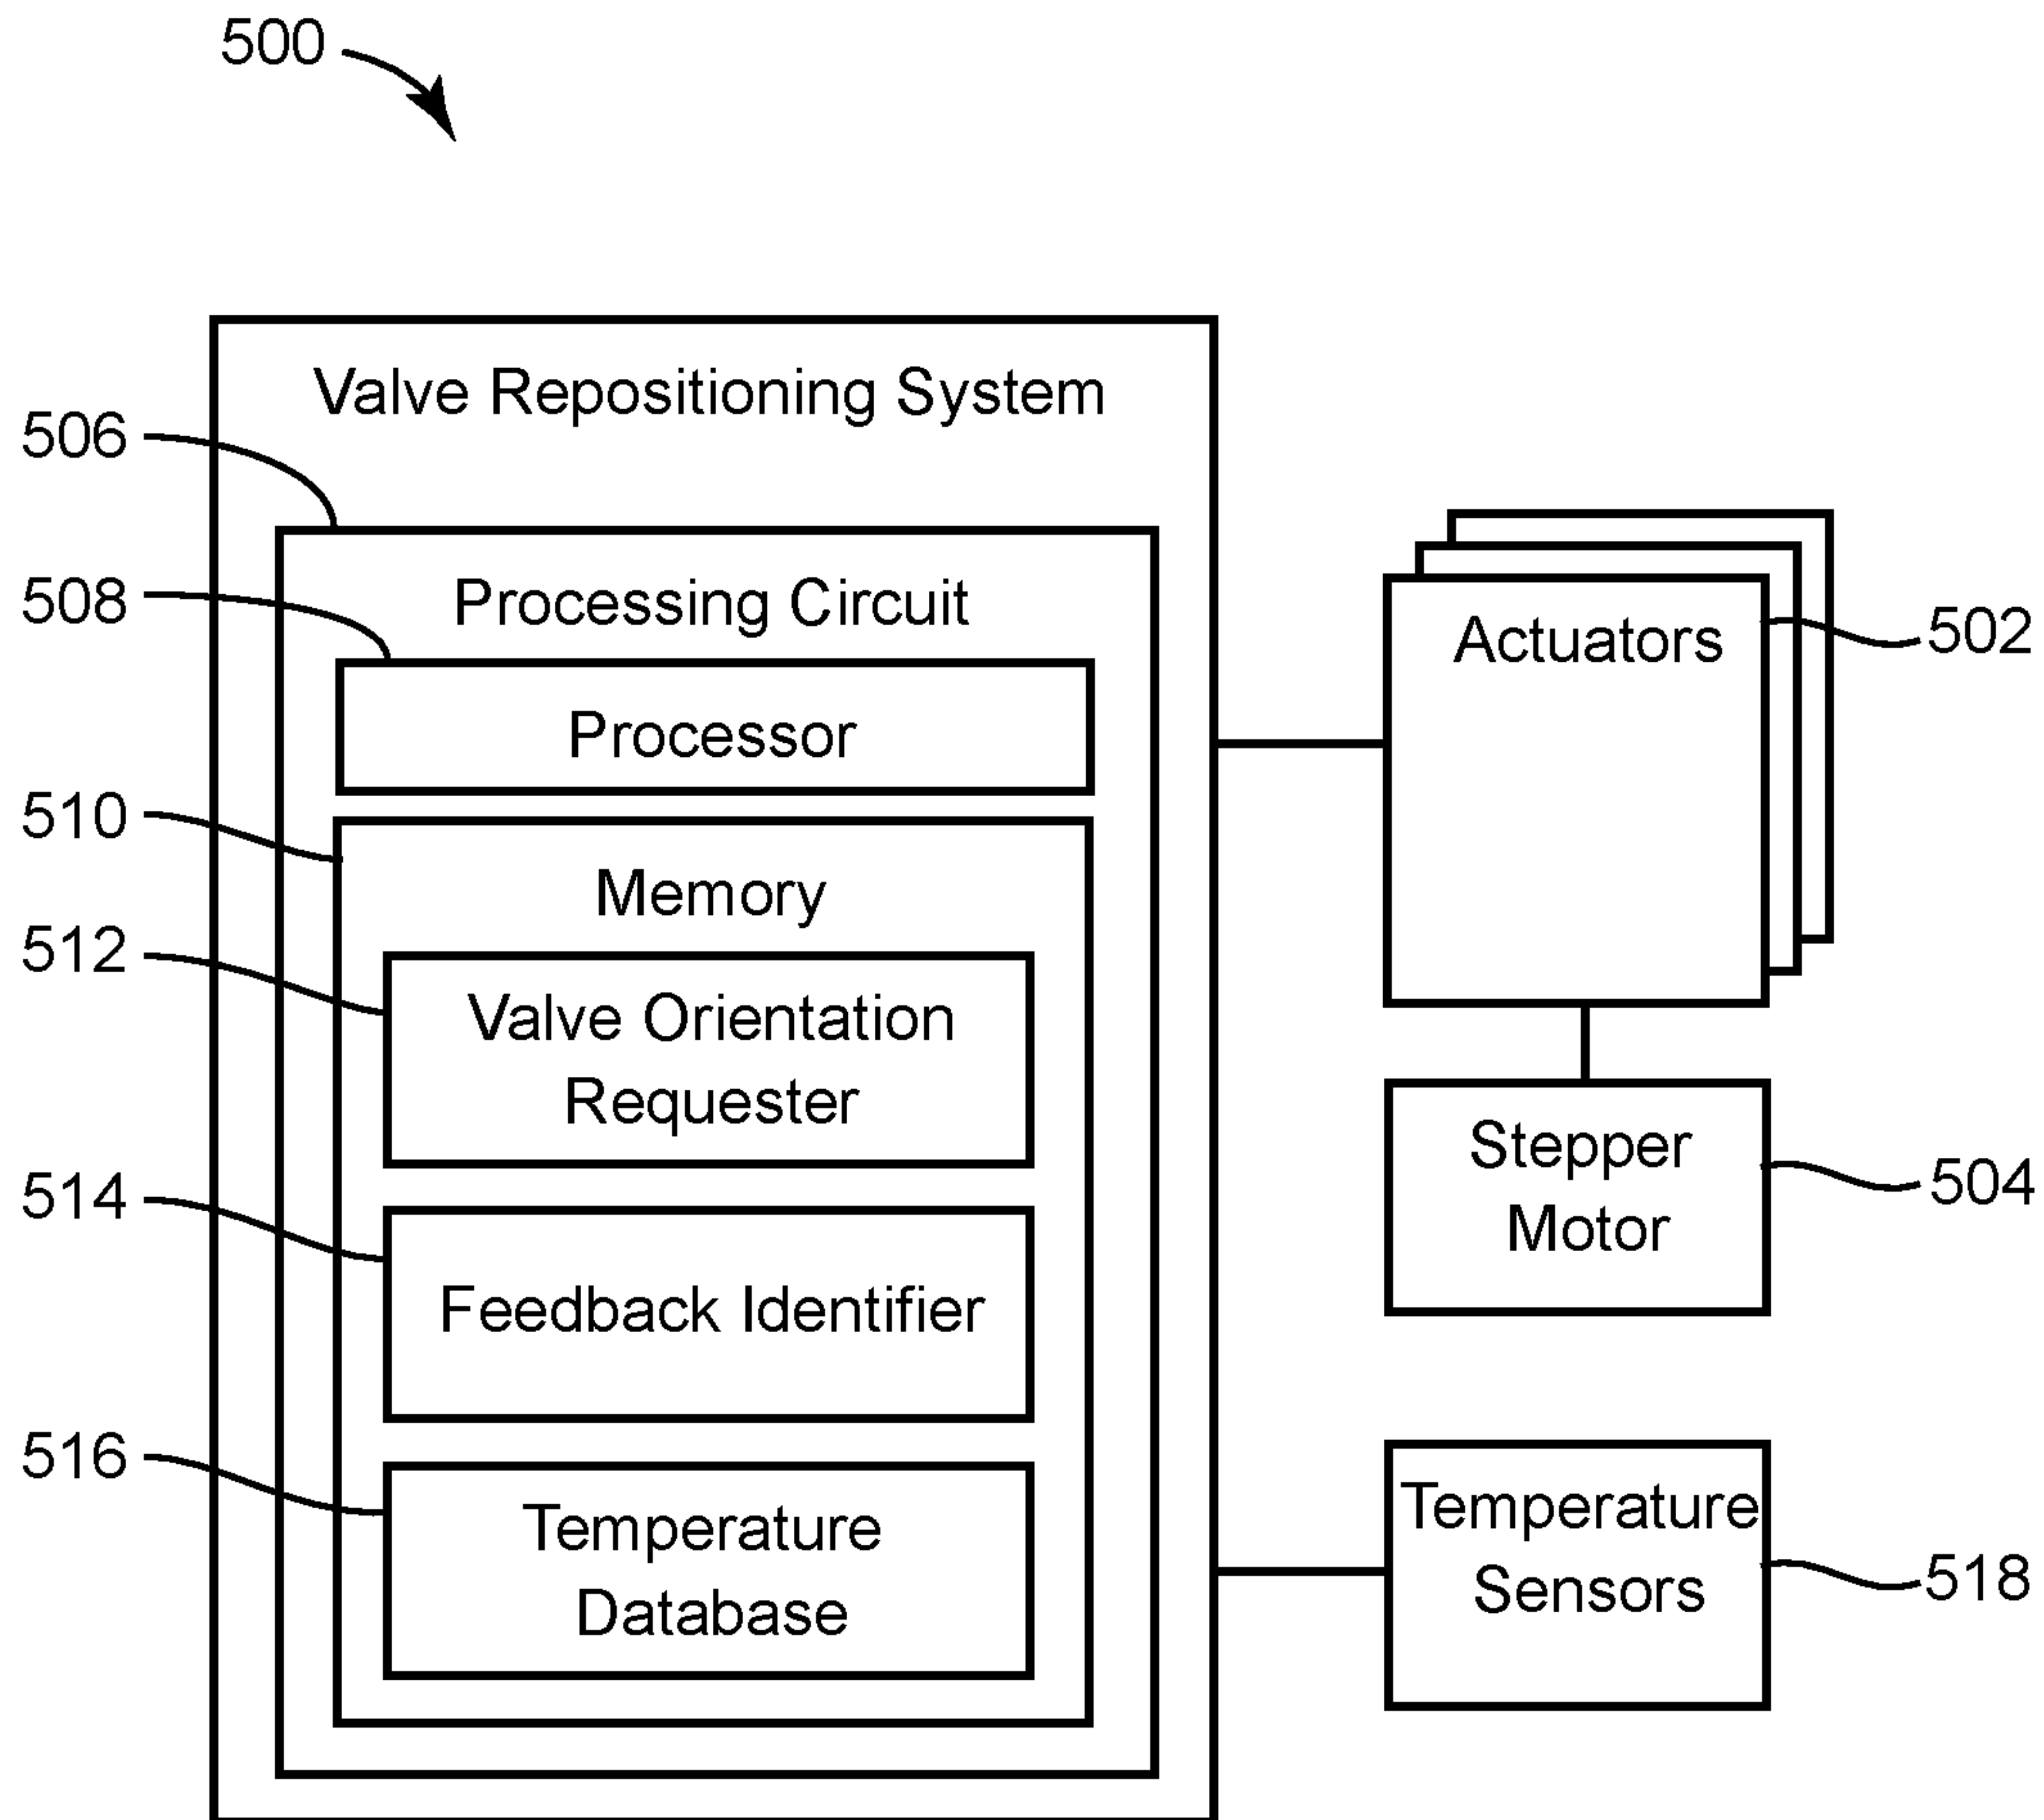 500
Valve Repositioning System
506
508
Processing Circuit
Processor
510
Memory
512
Valve Orientation
Requester
514
Feedback Identifier
516
Temperature
Database
Actuators
502
Stepper
Motor
504
Temperature
Sensors
518